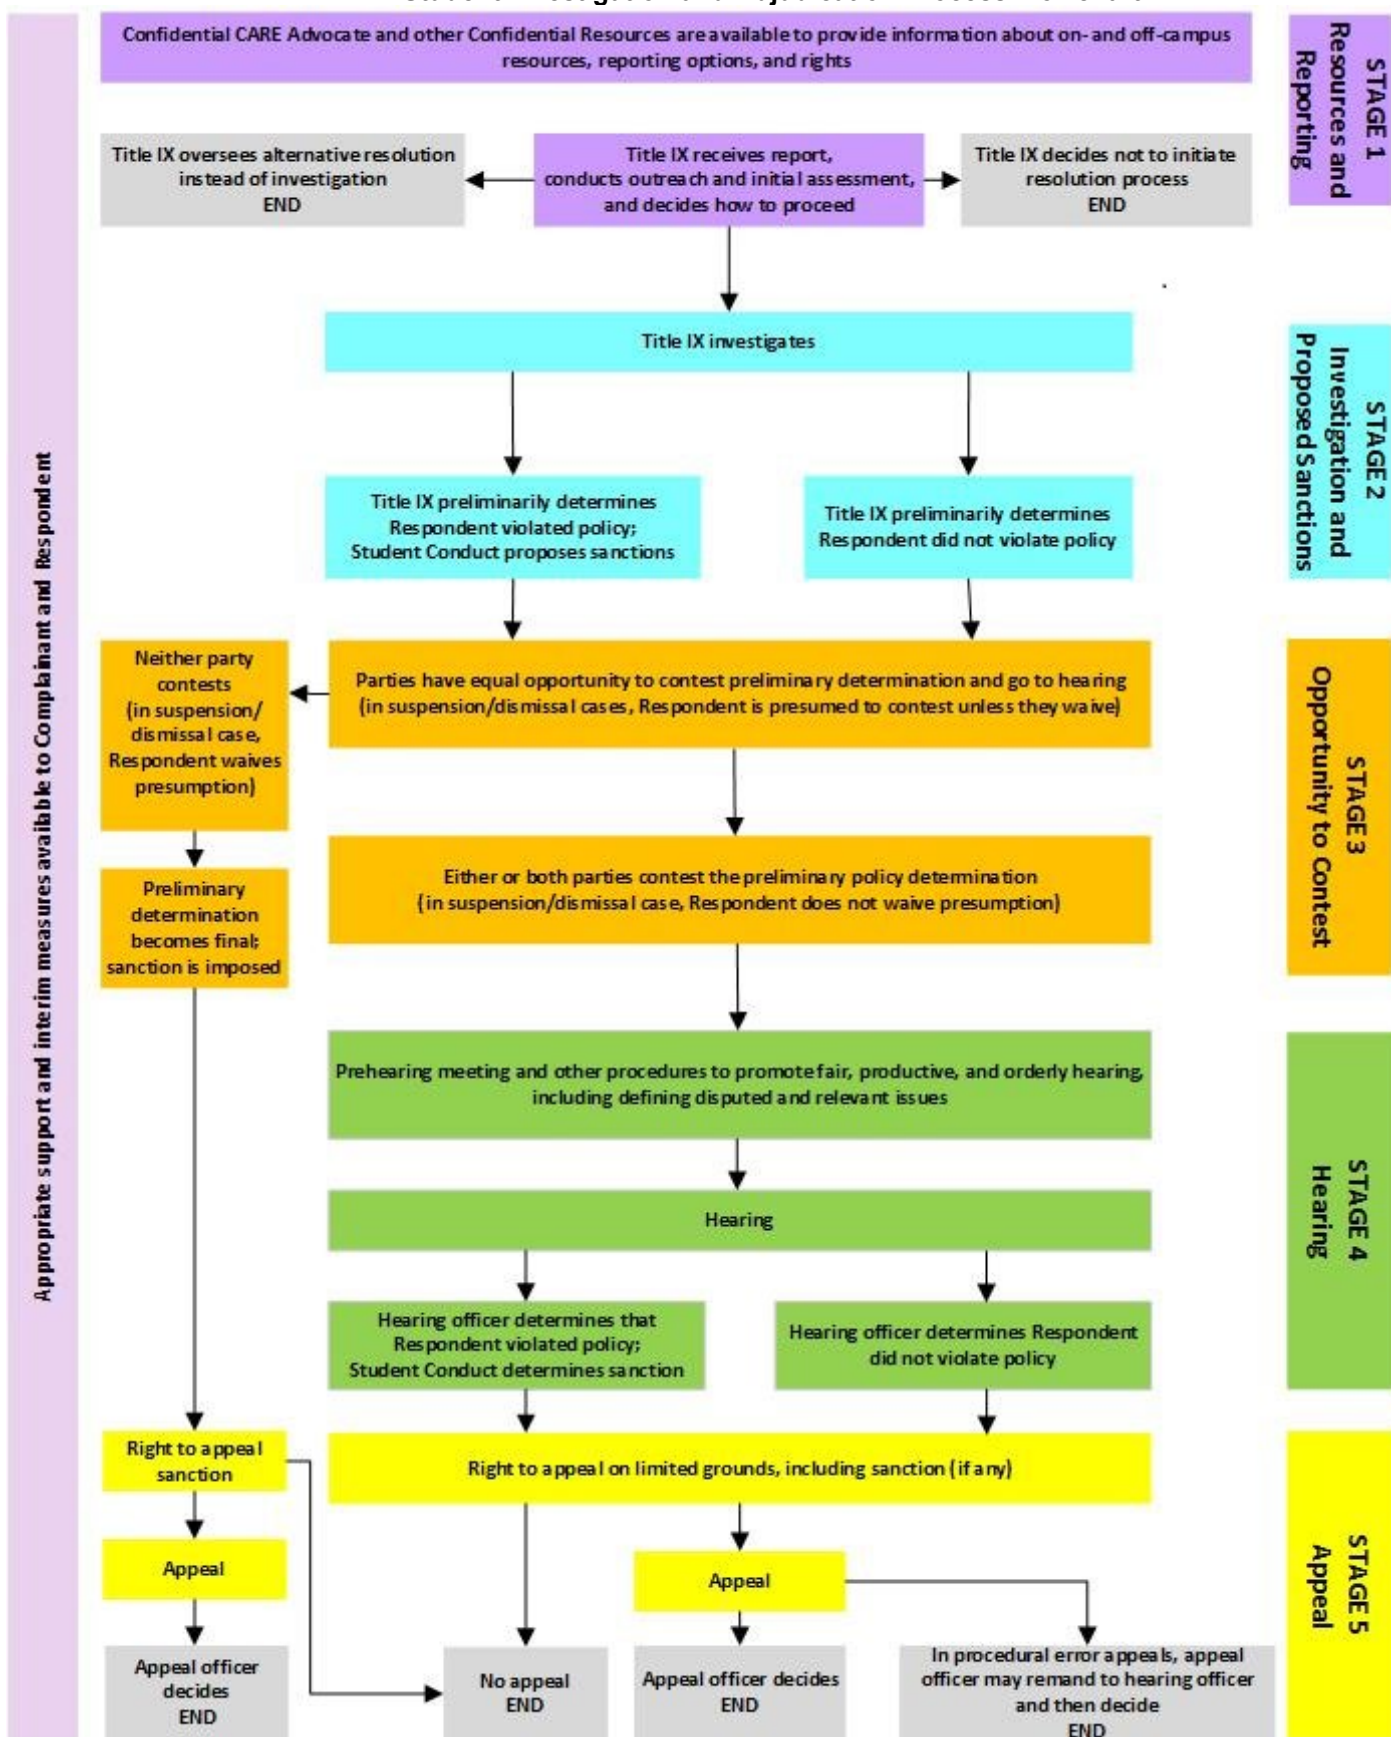 Confidential CARE Advocate and other Confidential Resources are available to provide information about on- and off-campus
resources, reporting options, and rights
STAGE 1
Resources and
Reporting
Title IX oversees alternative resolution
instead of investigation
END
Title IX receives report,
conducts outreach and initial assessment,
and decides how to proceed
Title IX decides not to initiate
resolution process
END
Appropriate support and interim measures available to Complainant and Respondent
Title IX investigates
STAGE 2
Investigation and
Proposed Sanctions
Title IX preliminarily determines
Respondent violated policy;
Student Conduct proposes sanctions
Title IX preliminarily determines
Respondent did not violate policy
Neither party
contests
(in suspension/
dismissal case,
Respondent waives
presumption)
Parties have equal opportunity to contest preliminary determination and go to hearing
(in suspension/dismissal cases, Respondent is presumed to contest unless they waive)
STAGE 3
Opportunity to Contest
Preliminary
determination
becomes final;
sanction is imposed
Either or both parties contest the preliminary policy determination
(in suspension/dismissal case, Respondent does not waive presumption)
Prehearing meeting and other procedures to promote fair, productive, and orderly hearing,
including defining disputed and relevant issues
STAGE 4
Hearing
Hearing
Hearing officer determines that
Respondent violated policy;
Student Conduct determines sanction
Hearing officer determines Respondent
did not violate policy
Right to appeal
sanction
Right to appeal on limited grounds, including sanction (if any)
STAGE 5
Appeal
Appeal
Appeal
Appeal officer
decides
END
No appeal
END
Appeal officer decides
END
In procedural error appeals, appeal
officer may remand to hearing officer
and then decide
END